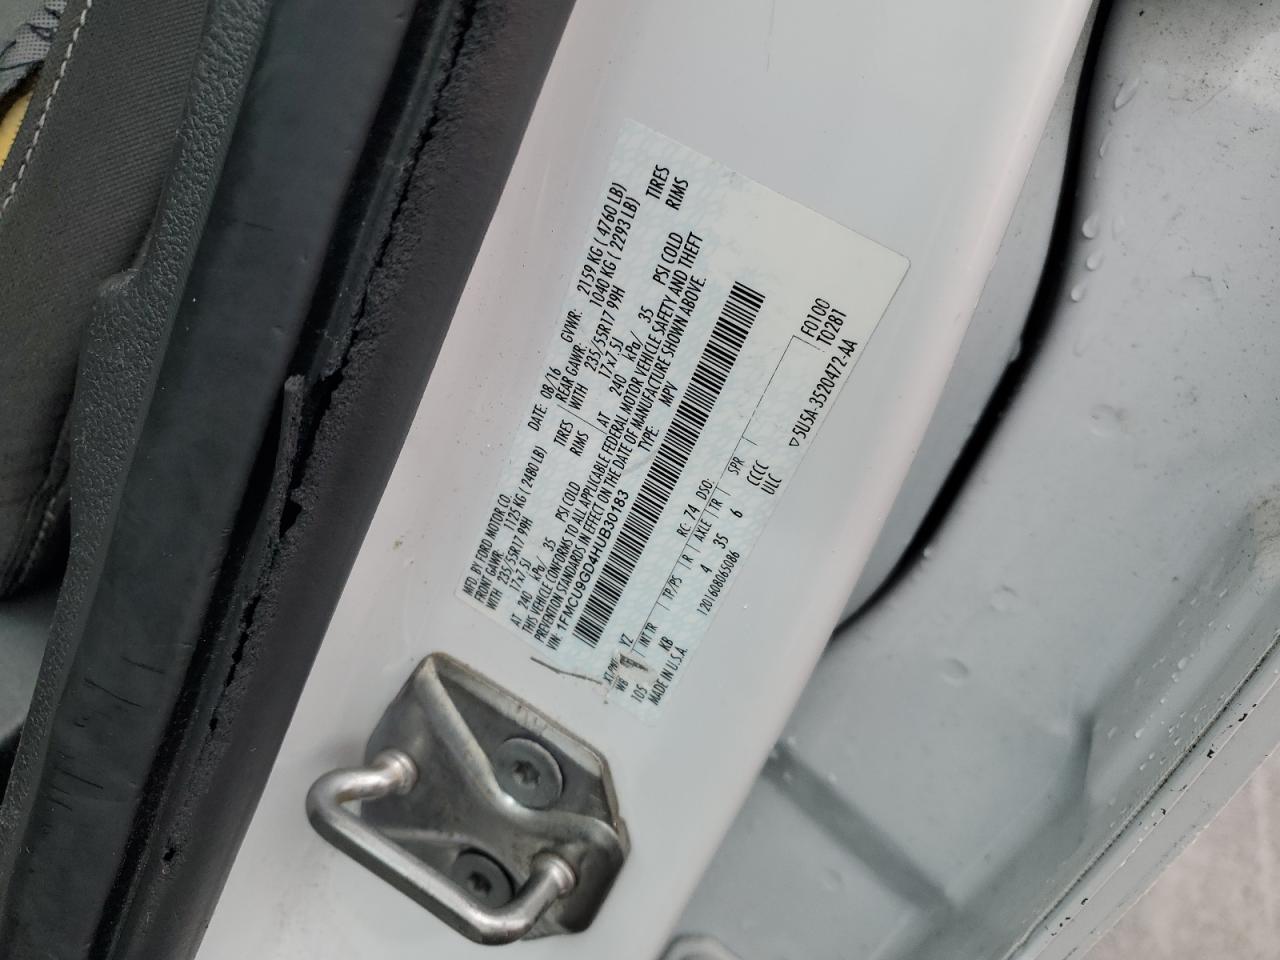 MFD. BY FORD MOTOR CO. DATE: 08/16 GVWR: 2159 KG ( 4760 LB)
FRONT GAWR: 1125 KG ( 2480 LB) REAR GAWR: 1040 KG ( 2293 LB)
WITH 235/55R17 99H TIRES WITH 235/55R17 99H TIRES
17x7.5J RIMS 17x7.5J RIMS
AT 240 kPa/ 35 PSI COLD AT 240 kPa/ 35 PSI COLD
THIS VEHICLE CONFORMS TO ALL APPLICABLE FEDERAL MOTOR VEHICLE SAFETY AND THEFT
PREVENTION STANDARDS IN EFFECT ON THE DATE OF MANUFACTURE SHOWN ABOVE.
VIN: 1FMCU9GD4HUB30183 TYPE: MPV
YZ RC: 74 DSO:
WB INT TR TP/PS R AXLE TR SPR
105 KB 4 35 6 CCCC F0100
MADE IN U.S.A. 1201608065086 ULC T0281
▽5U5A-3520472-AA